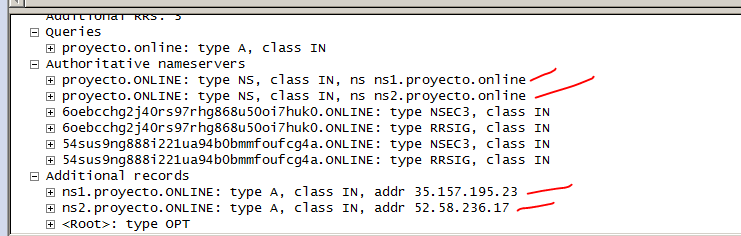 Additional RRs: 3
Queries
proyecto.online: type A, class IN
Authoritative nameservers
proyecto.ONLINE: type NS, class IN, ns ns1.proyecto.online
proyecto.ONLINE: type NS, class IN, ns ns2.proyecto.online
6oebcchg2j40rs97rhg868u50oi7huk0.ONLINE: type NSEC3, class IN
6oebcchg2j40rs97rhg868u50oi7huk0.ONLINE: type RRSIG, class IN
54sus9ng888i221ua94b0bmmfoufcg4a.ONLINE: type NSEC3, class IN
54sus9ng888i221ua94b0bmmfoufcg4a.ONLINE: type RRSIG, class IN
Additional records
ns1.proyecto.ONLINE: type A, class IN, addr 35.157.195.23
ns2.proyecto.ONLINE: type A, class IN, addr 52.58.236.17
<Root>: type OPT